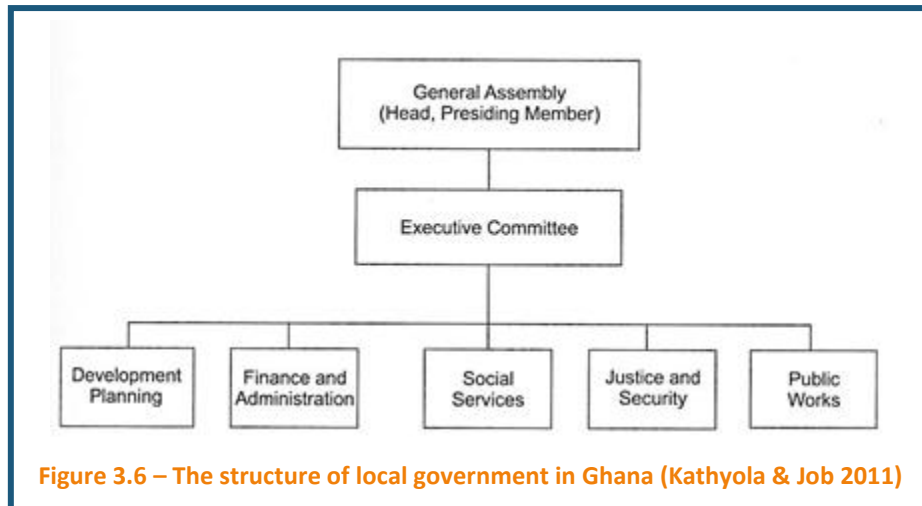 General Assembly
(Head, Presiding Member)
Executive Committee
Development
Planning
Finance and
Administration
Social
Services
Justice and
Security
Public
Works
Figure 3.6 – The structure of local government in Ghana (Kathyola & Job 2011)